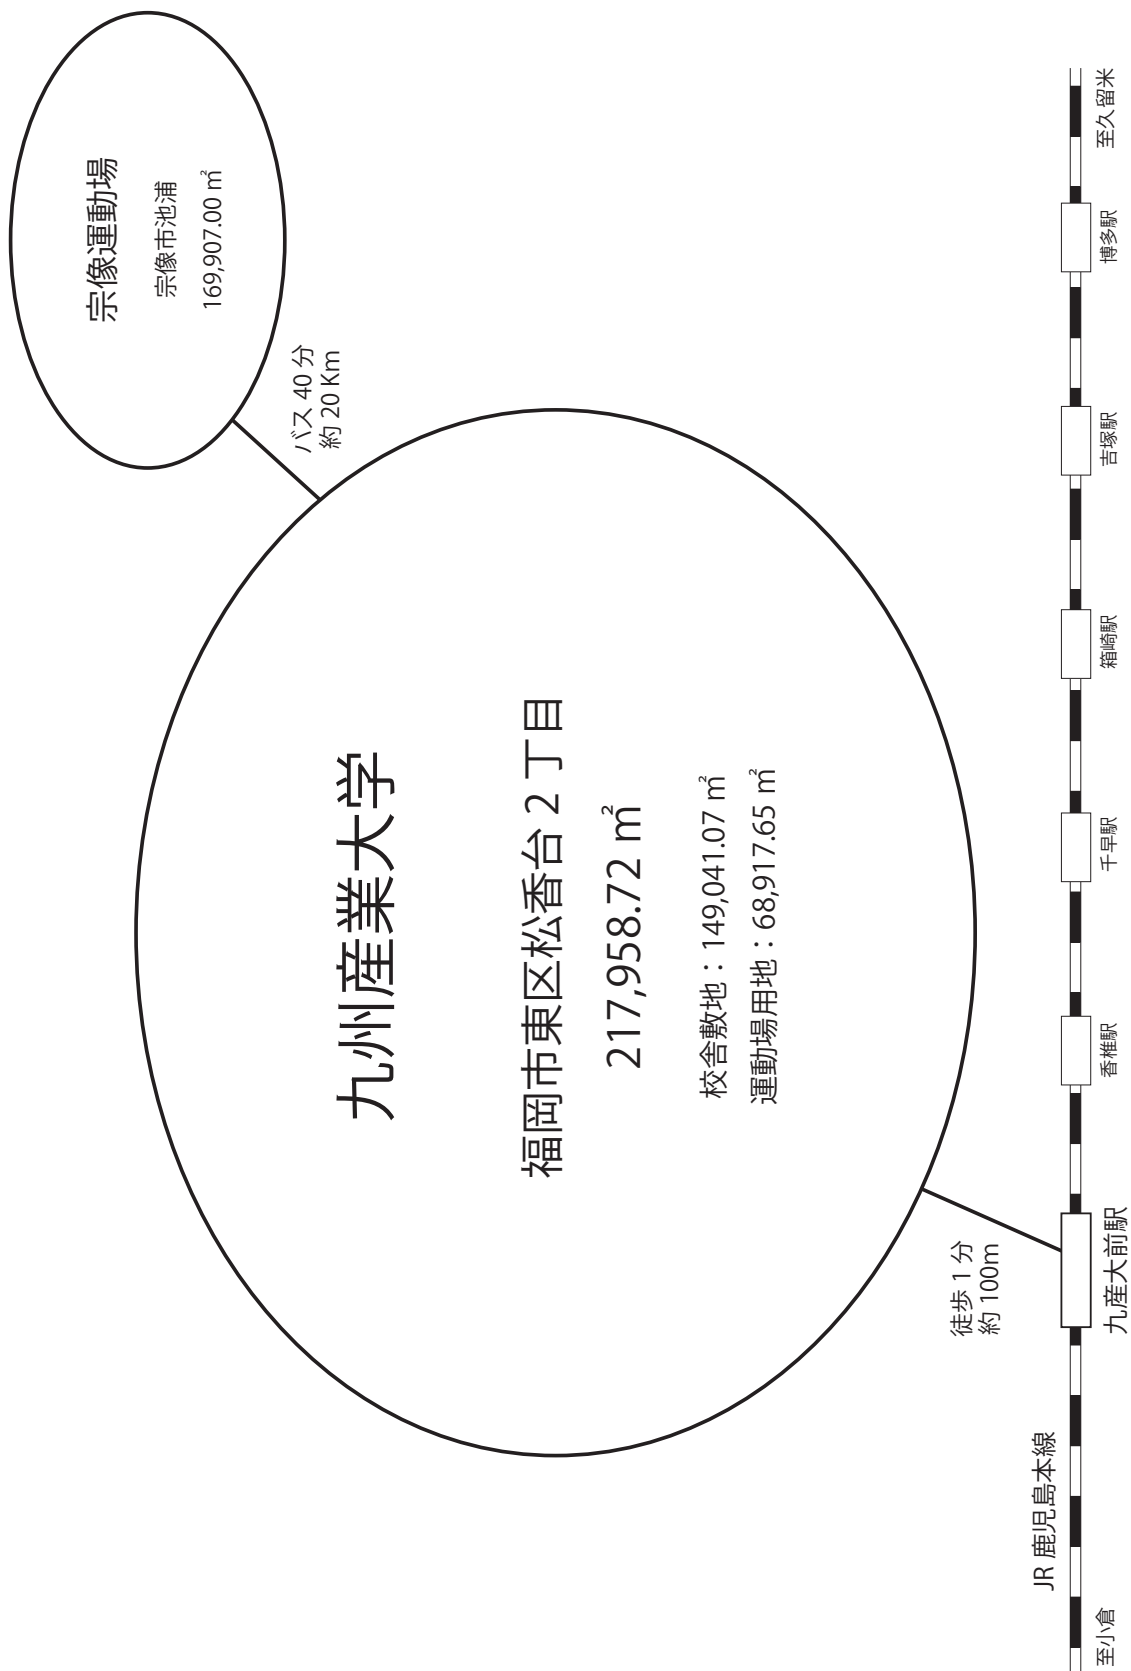 宗像運動場
宗像市池浦
169,907.00 ㎡
バス 40 分
約 20 Km
九州産業大学
福岡市東区松香台 2 丁目
217,958.72 ㎡
校舎敷地：149,041.07 ㎡
運動場用地：68,917.65 ㎡
徒歩 1 分
約 100m
JR 鹿児島本線
至小倉
九産大前駅
香椎駅
千早駅
箱崎駅
吉塚駅
博多駅
至久留米